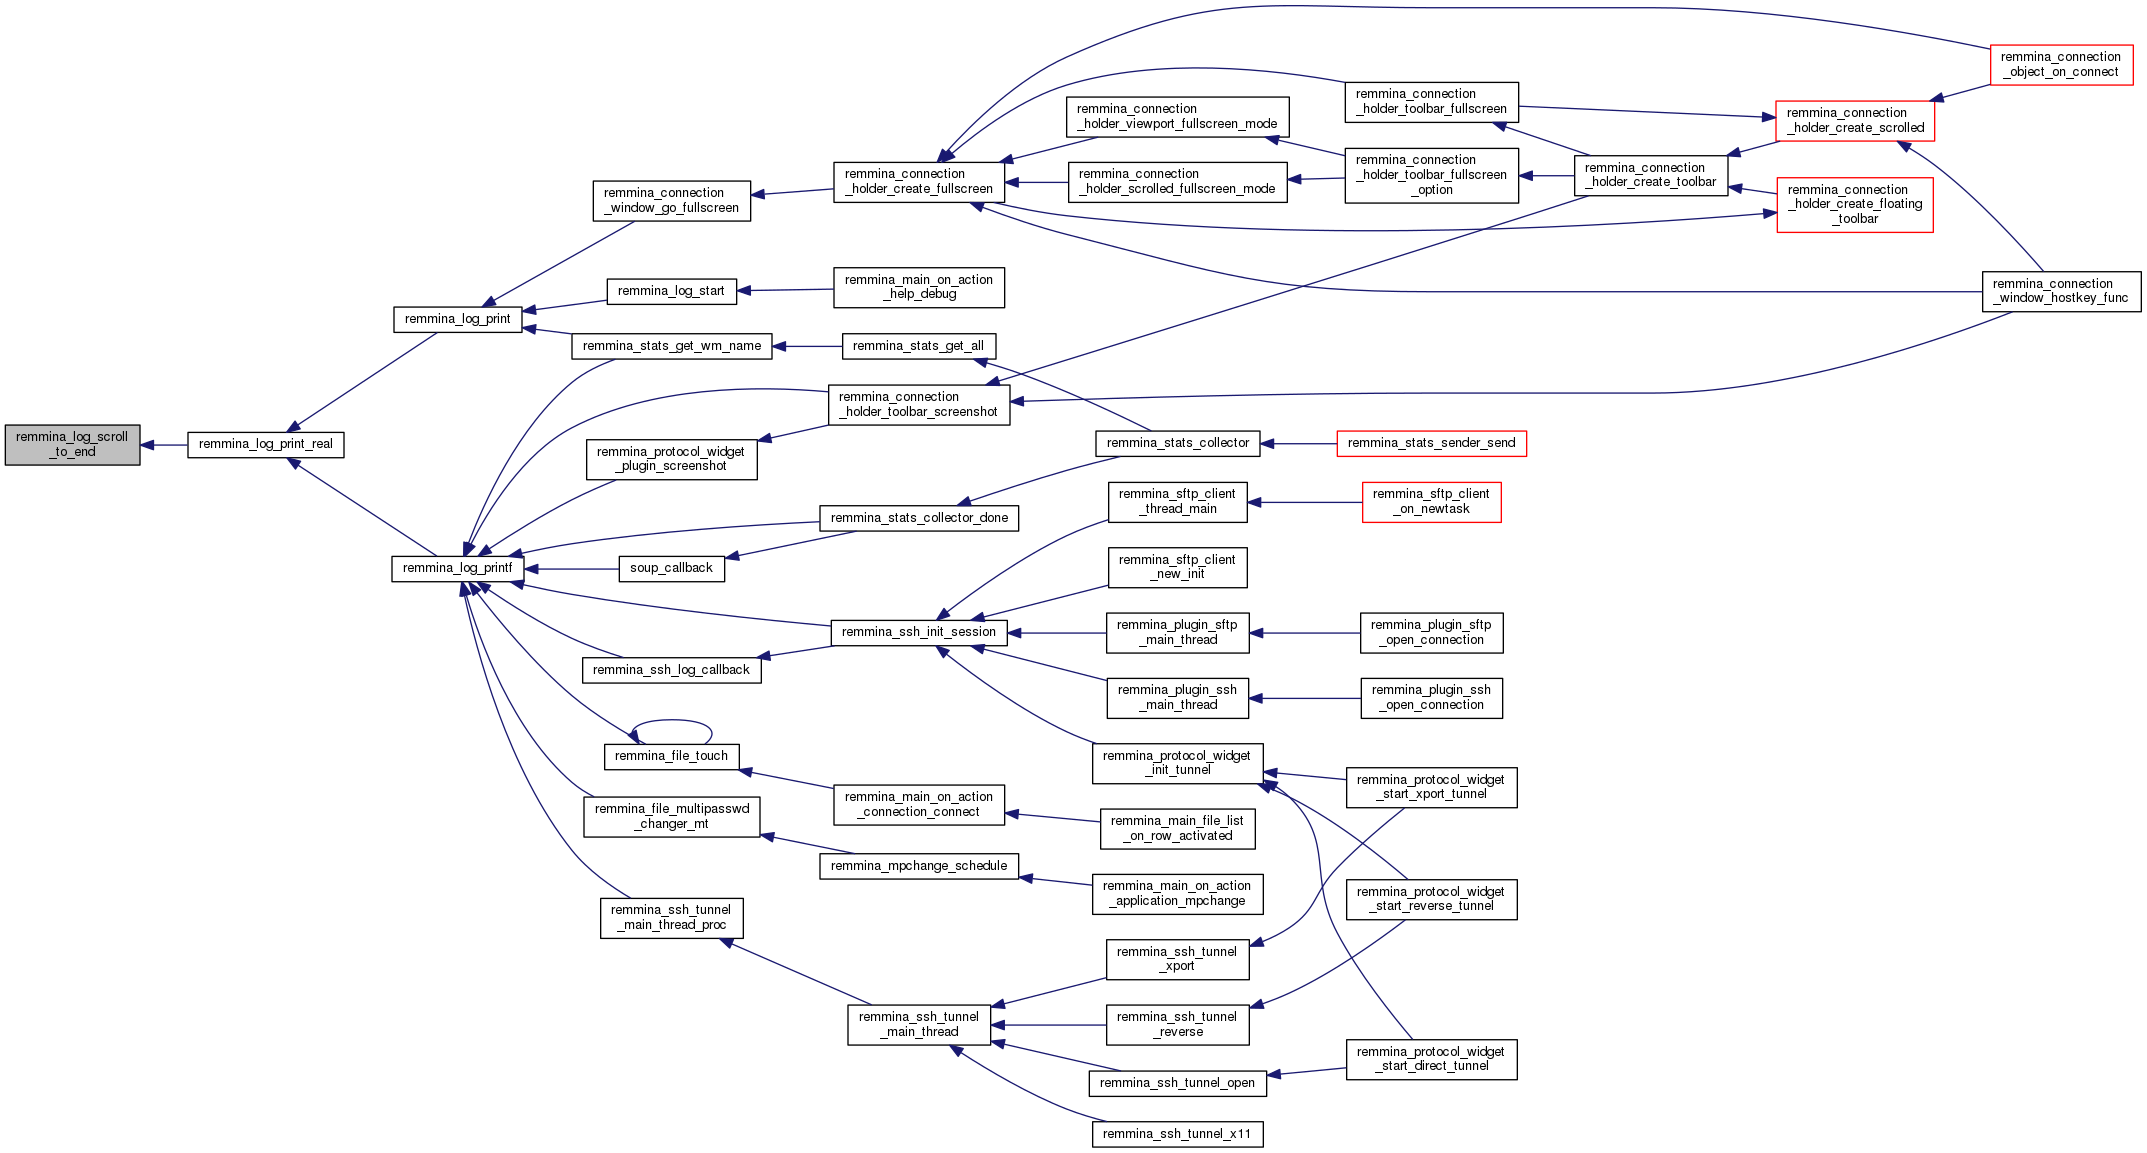 remmina_log_scroll
_to_end
remmina_log_print_real
remmina_log_print
remmina_log_printf
remmina_connection
_window_go_fullscreen
remmina_log_start
remmina_stats_get_wm_name
remmina_protocol_widget
_plugin_screenshot
soup_callback
remmina_ssh_log_callback
remmina_file_touch
remmina_file_multipasswd
_changer_mt
remmina_ssh_tunnel
_main_thread_proc
remmina_connection
_holder_create_fullscreen
remmina_main_on_action
_help_debug
remmina_stats_get_all
remmina_connection
_holder_toolbar_screenshot
remmina_stats_collector_done
remmina_ssh_init_session
remmina_main_on_action
_connection_connect
remmina_mpchange_schedule
remmina_ssh_tunnel
_main_thread
remmina_connection
_holder_viewport_fullscreen_mode
remmina_connection
_holder_scrolled_fullscreen_mode
remmina_stats_collector
remmina_sftp_client
_thread_main
remmina_sftp_client
_new_init
remmina_plugin_sftp
_main_thread
remmina_plugin_ssh
_main_thread
remmina_protocol_widget
_init_tunnel
remmina_main_file_list
_on_row_activated
remmina_main_on_action
_application_mpchange
remmina_ssh_tunnel
_xport
remmina_ssh_tunnel
_reverse
remmina_ssh_tunnel_open
remmina_ssh_tunnel_x11
remmina_connection
_holder_toolbar_fullscreen
remmina_connection
_holder_toolbar_fullscreen
_option
remmina_stats_sender_send
remmina_sftp_client
_on_newtask
remmina_plugin_sftp
_open_connection
remmina_plugin_ssh
_open_connection
remmina_protocol_widget
_start_xport_tunnel
remmina_protocol_widget
_start_reverse_tunnel
remmina_protocol_widget
_start_direct_tunnel
remmina_connection
_holder_create_toolbar
remmina_connection
_holder_create_scrolled
remmina_connection
_holder_create_floating
_toolbar
remmina_connection
_object_on_connect
remmina_connection
_window_hostkey_func